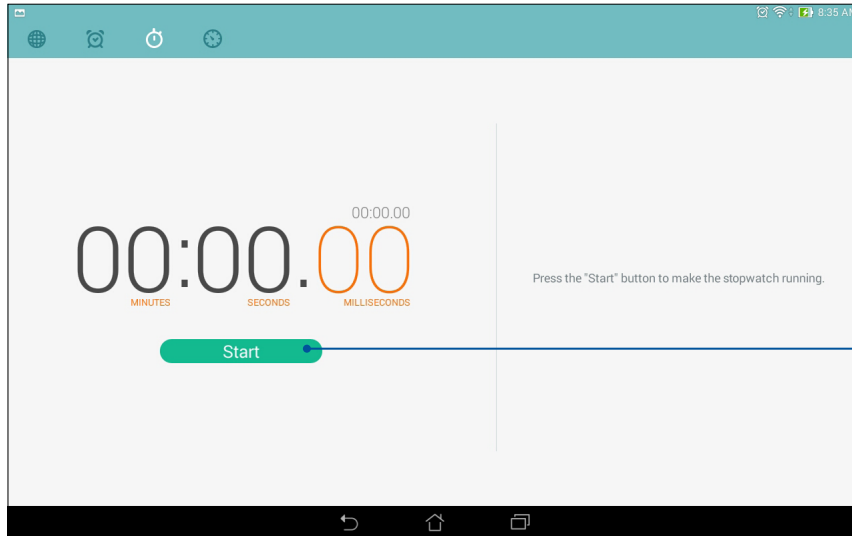 8:35 AM
00:00.00
00:00.00
MINUTES SECONDS MILLISECONDS
Press the "Start" button to make the stopwatch running.
Start